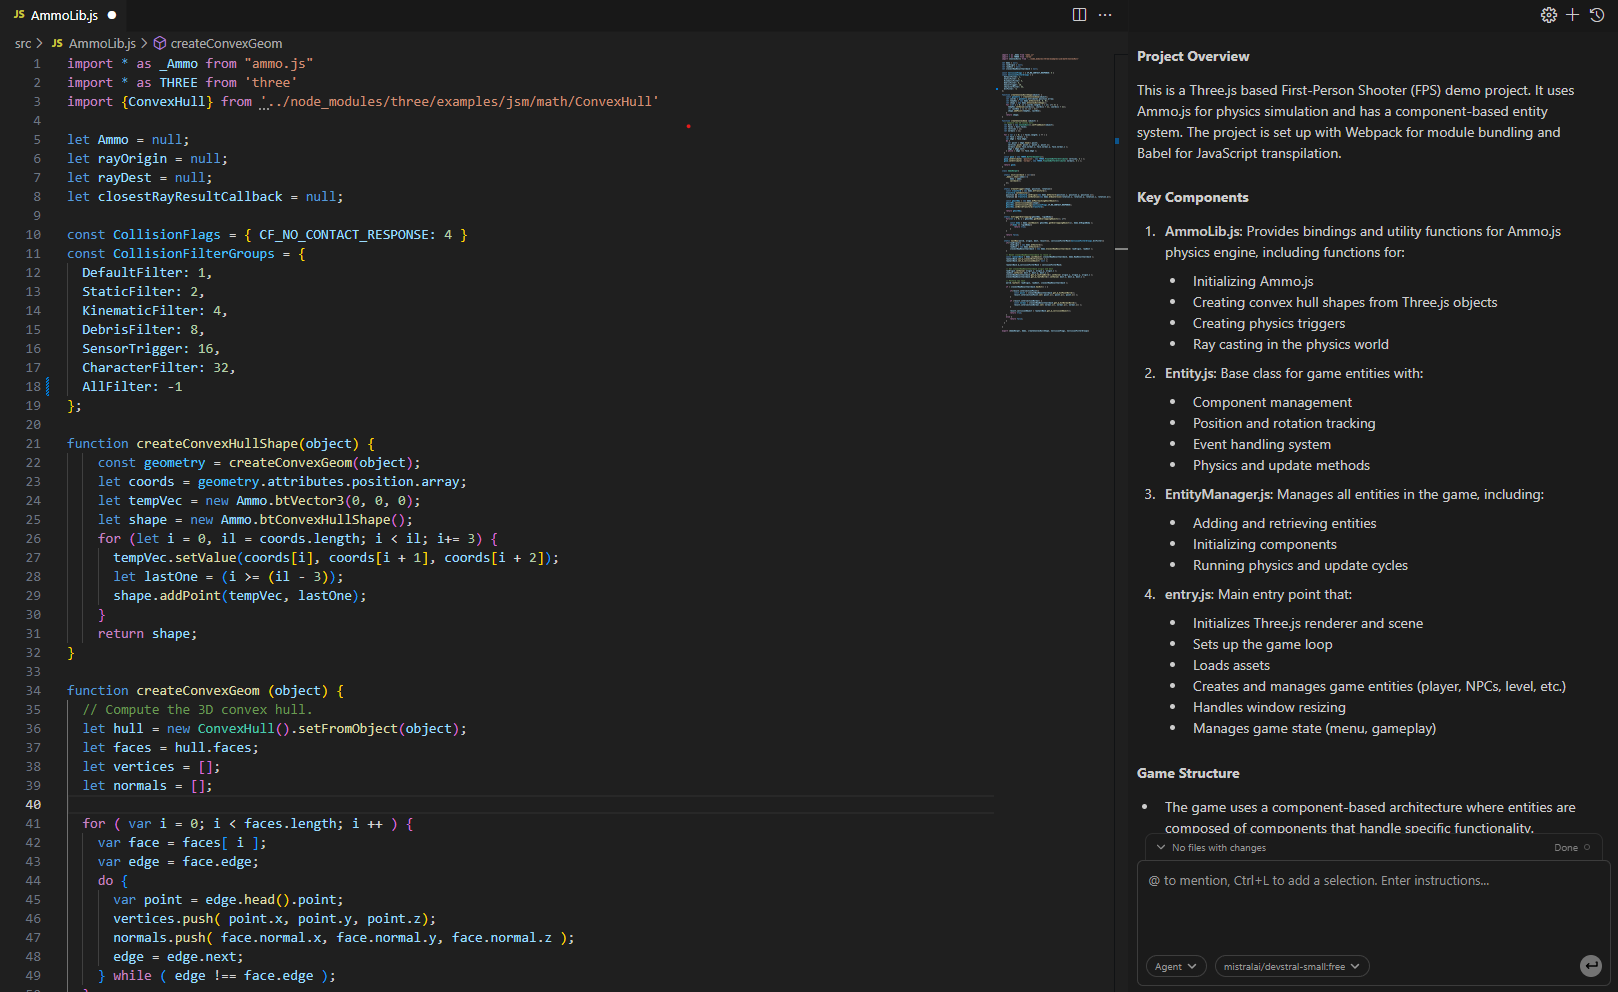 JS AmmoLib.js
src > JS AmmoLib.js > createConvexGeom
1 import * as _Ammo from "ammo.js"
2 import * as THREE from 'three'
3 import {ConvexHull} from '../node_modules/three/examples/jsm/math/ConvexHull'
4
5 let Ammo = null;
6 let rayOrigin = null;
7 let rayDest = null;
8 let closestRayResultCallback = null;
9
10 const CollisionFlags = { CF_NO_CONTACT_RESPONSE: 4 }
11 const CollisionFilterGroups = {
12 DefaultFilter: 1,
13 StaticFilter: 2,
14 KinematicFilter: 4,
15 DebrisFilter: 8,
16 SensorTrigger: 16,
17 CharacterFilter: 32,
18 AllFilter: -1
19 };
20
21 function createConvexHullShape(object) {
22 const geometry = createConvexGeom(object);
23 let coords = geometry.attributes.position.array;
24 let tempVec = new Ammo.btVector3(0, 0, 0);
25 let shape = new Ammo.btConvexHullShape();
26 for (let i = 0, il = coords.length; i < il; i+= 3) {
27 tempVec.setValue(coords[i], coords[i + 1], coords[i + 2]);
28 let lastOne = (i >= (il - 3));
29 shape.addPoint(tempVec, lastOne);
30 }
31 return shape;
32 }
33
34 function createConvexGeom (object) {
35 // Compute the 3D convex hull.
36 let hull = new ConvexHull().setFromObject(object);
37 let faces = hull.faces;
38 let vertices = [];
39 let normals = [];
40
41 for ( var i = 0; i < faces.length; i ++ ) {
42 var face = faces[ i ];
43 var edge = face.edge;
44 do {
45 var point = edge.head().point;
46 vertices.push( point.x, point.y, point.z);
47 normals.push( face.normal.x, face.normal.y, face.normal.z );
48 edge = edge.next;
49 } while ( edge !== face.edge );
Project Overview
This is a Three.js based First-Person Shooter (FPS) demo project. It uses
Ammo.js for physics simulation and has a component-based entity
system. The project is set up with Webpack for module bundling and
Babel for JavaScript transpilation.
Key Components
1. AmmoLib.js: Provides bindings and utility functions for Ammo.js
physics engine, including functions for:
• Initializing Ammo.js
• Creating convex hull shapes from Three.js objects
• Creating physics triggers
• Ray casting in the physics world
2. Entity.js: Base class for game entities with:
• Component management
• Position and rotation tracking
• Event handling system
• Physics and update methods
3. EntityManager.js: Manages all entities in the game, including:
• Adding and retrieving entities
• Initializing components
• Running physics and update cycles
4. entry.js: Main entry point that:
• Initializes Three.js renderer and scene
• Sets up the game loop
• Loads assets
• Creates and manages game entities (player, NPCs, level, etc.)
• Handles window resizing
• Manages game state (menu, gameplay)
Game Structure
• The game uses a component-based architecture where entities are
composed of components that handle specific functionality.
No files with changes Done
@ to mention, Ctrl+L to add a selection. Enter instructions...
Agent mistralai/devstral-small:free